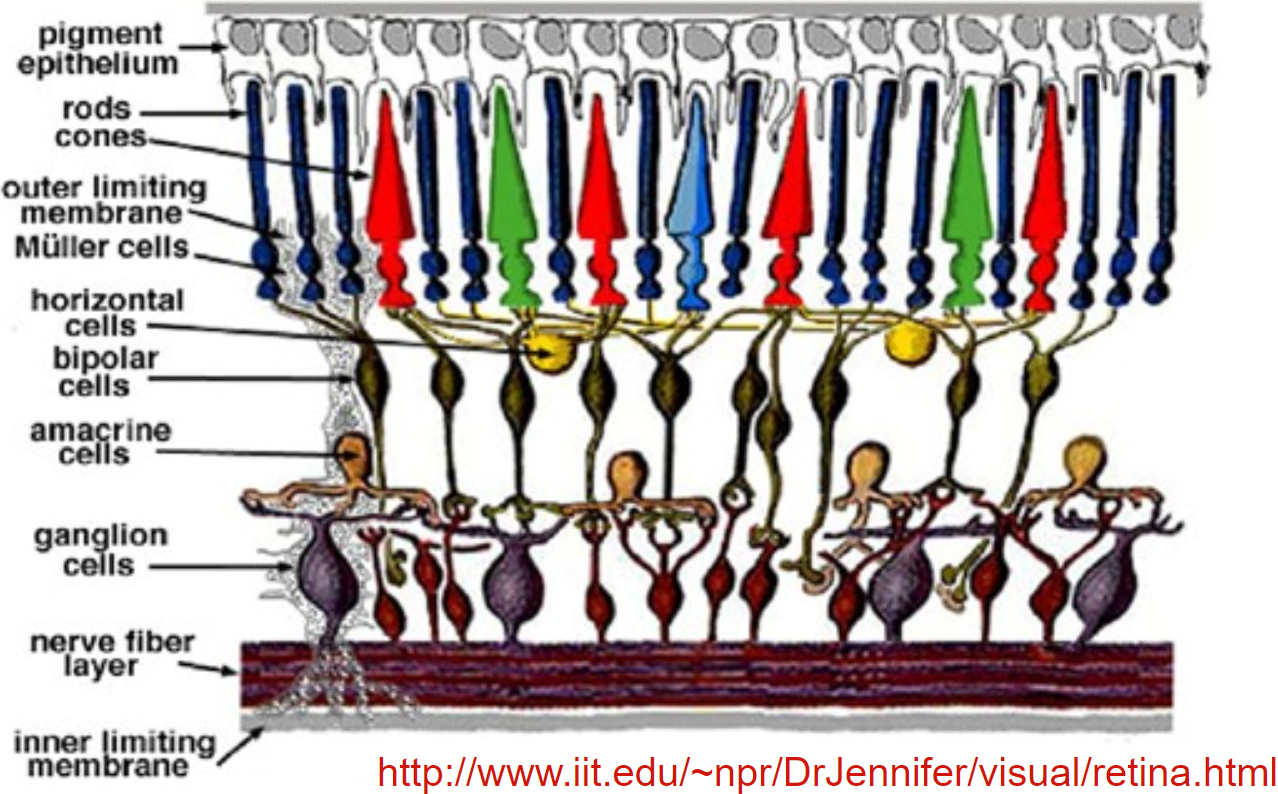 pigment
epithelium
rods
cones
outer limiting
membrane
Müller cells
horizontal
cells
bipolar
cells
amacrine
cells
ganglion
cells
nerve fiber
layer
inner limiting
membrane
http://www.iit.edu/~npr/DrJennifer/visual/retina.html